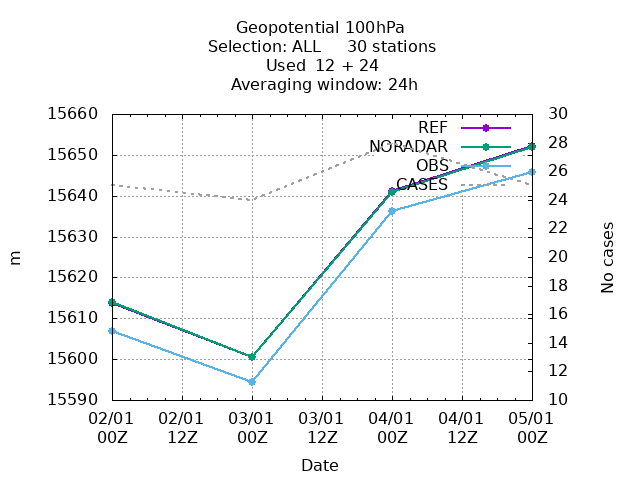 Geopotential 100hPa
Selection: ALL 30 stations
Used 12 + 24
Averaging window: 24h
15660
15650
15640
15630
15620
15610
15600
15590
m
30
28
26
24
22
20
18
16
14
12
10
No cases
REF
NORADAR
OBS
CASES
02/01 02/01 03/01 03/01 04/01 04/01 05/01
00Z 12Z 00Z 12Z 00Z 12Z 00Z
Date